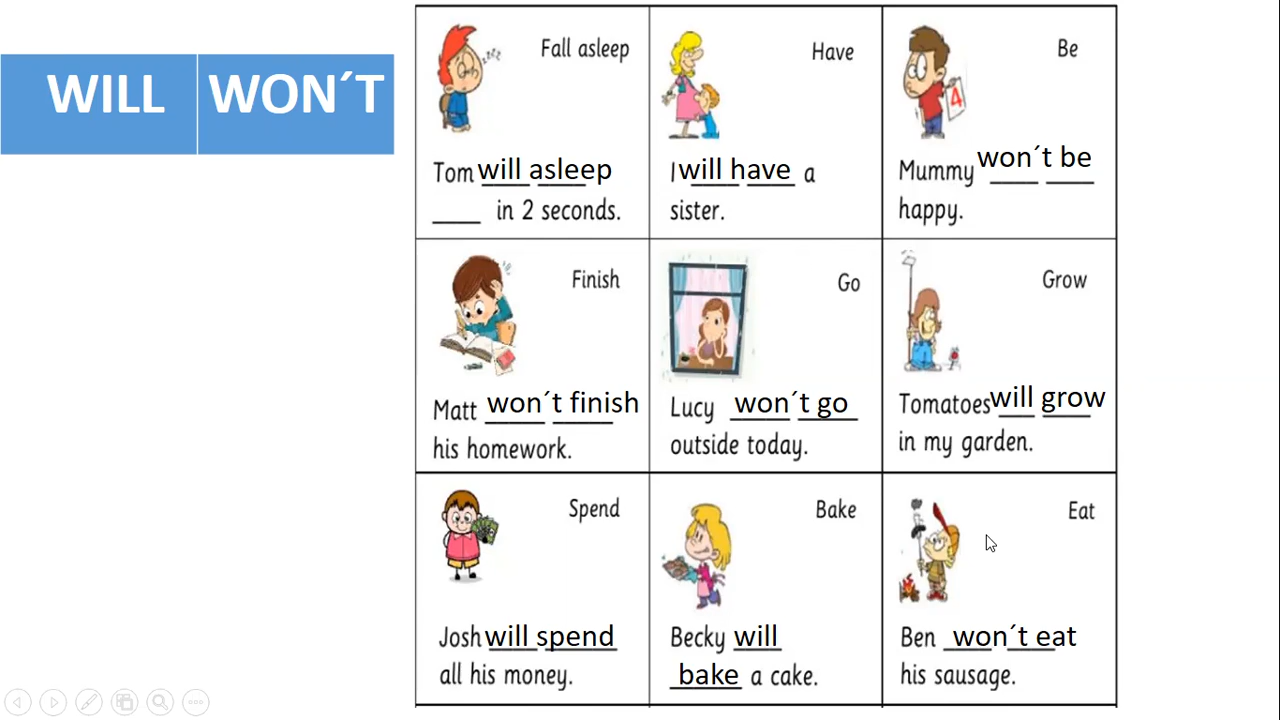 WILL WON´T
Fall asleep
Tom will asleep
____ in 2 seconds.
Have
I will have a
sister.
Be
4
Mummy won´t be
happy.
Finish
Matt won´t finish
his homework.
Go
Lucy won´t go
outside today.
Grow
Tomatoes will grow
in my garden.
Spend
Josh will spend
all his money.
Bake
Becky will
bake a cake.
Eat
Ben won´t eat
his sausage.